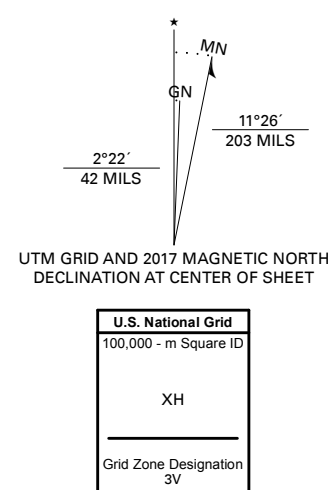 ★
MN
GN
11°26´
203 MILS
2°22´
42 MILS
UTM GRID AND 2017 MAGNETIC NORTH
DECLINATION AT CENTER OF SHEET
U.S. National Grid
100,000 - m Square ID
XH
Grid Zone Designation
3V